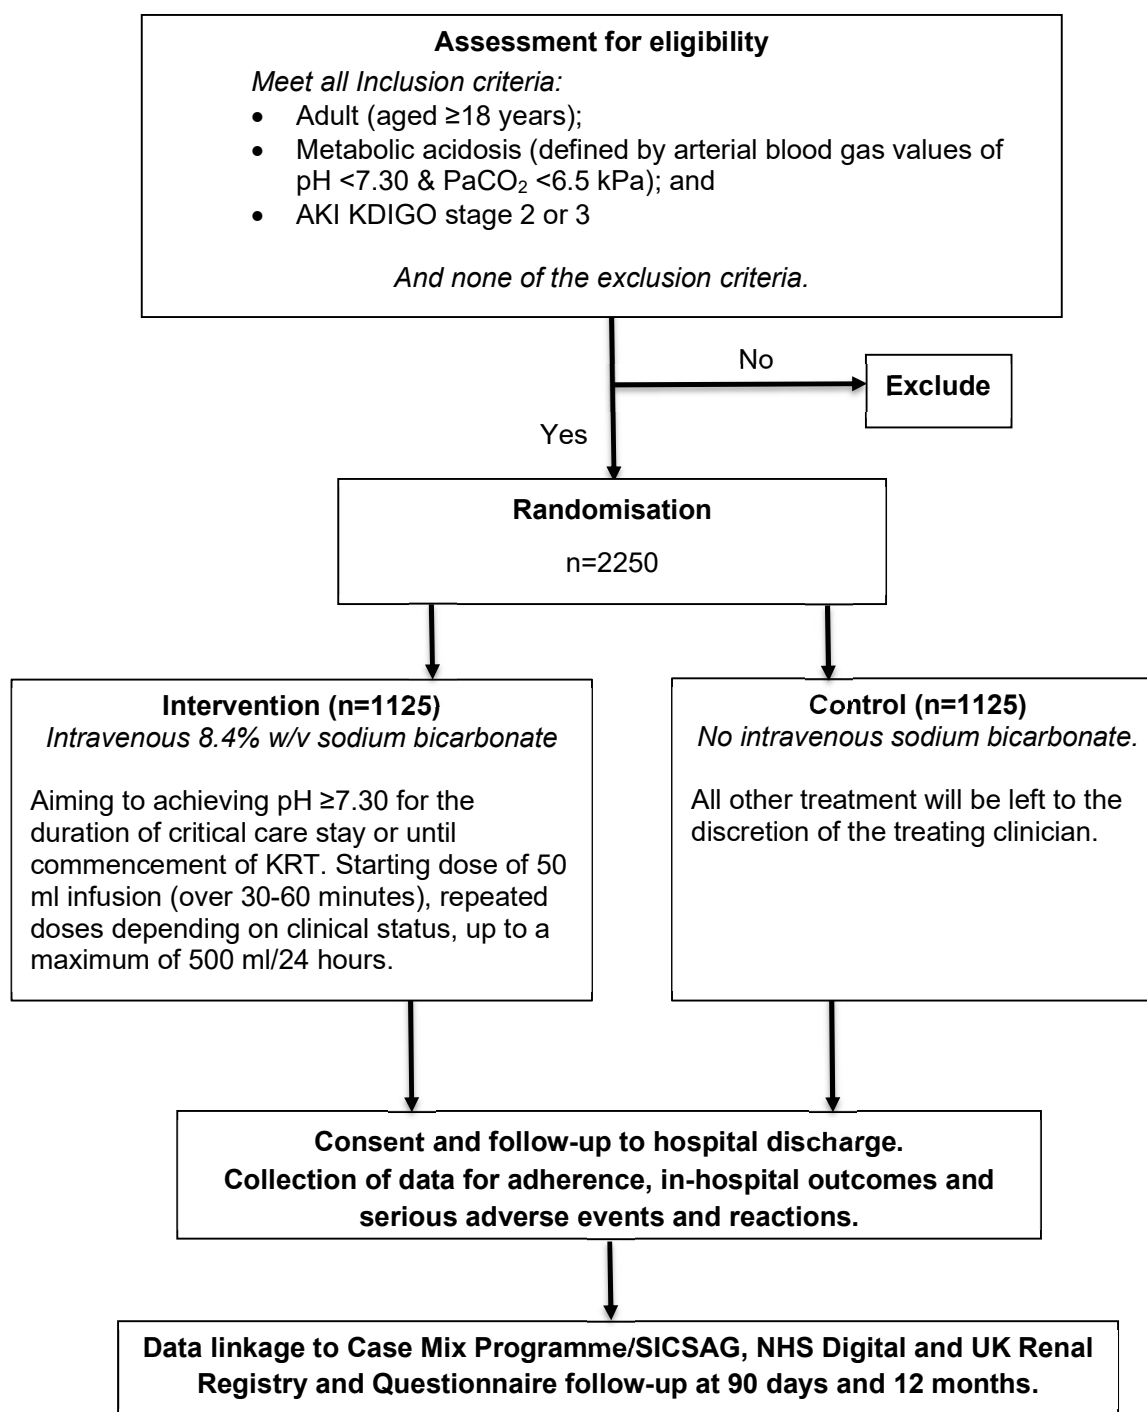 Assessment for eligibility
Meet all Inclusion criteria:
• Adult (aged ≥18 years);
• Metabolic acidosis (defined by arterial blood gas values of
pH <7.30 & PaCO₂ <6.5 kPa); and
• AKI KDIGO stage 2 or 3
And none of the exclusion criteria.
No
Exclude
Yes
Randomisation
n=2250
Intervention (n=1125)
Intravenous 8.4% w/v sodium bicarbonate
Aiming to achieving pH ≥7.30 for the
duration of critical care stay or until
commencement of KRT. Starting dose of 50
ml infusion (over 30-60 minutes), repeated
doses depending on clinical status, up to a
maximum of 500 ml/24 hours.
Control (n=1125)
No intravenous sodium bicarbonate.
All other treatment will be left to the
discretion of the treating clinician.
Consent and follow-up to hospital discharge.
Collection of data for adherence, in-hospital outcomes and
serious adverse events and reactions.
Data linkage to Case Mix Programme/SICSAG, NHS Digital and UK Renal
Registry and Questionnaire follow-up at 90 days and 12 months.